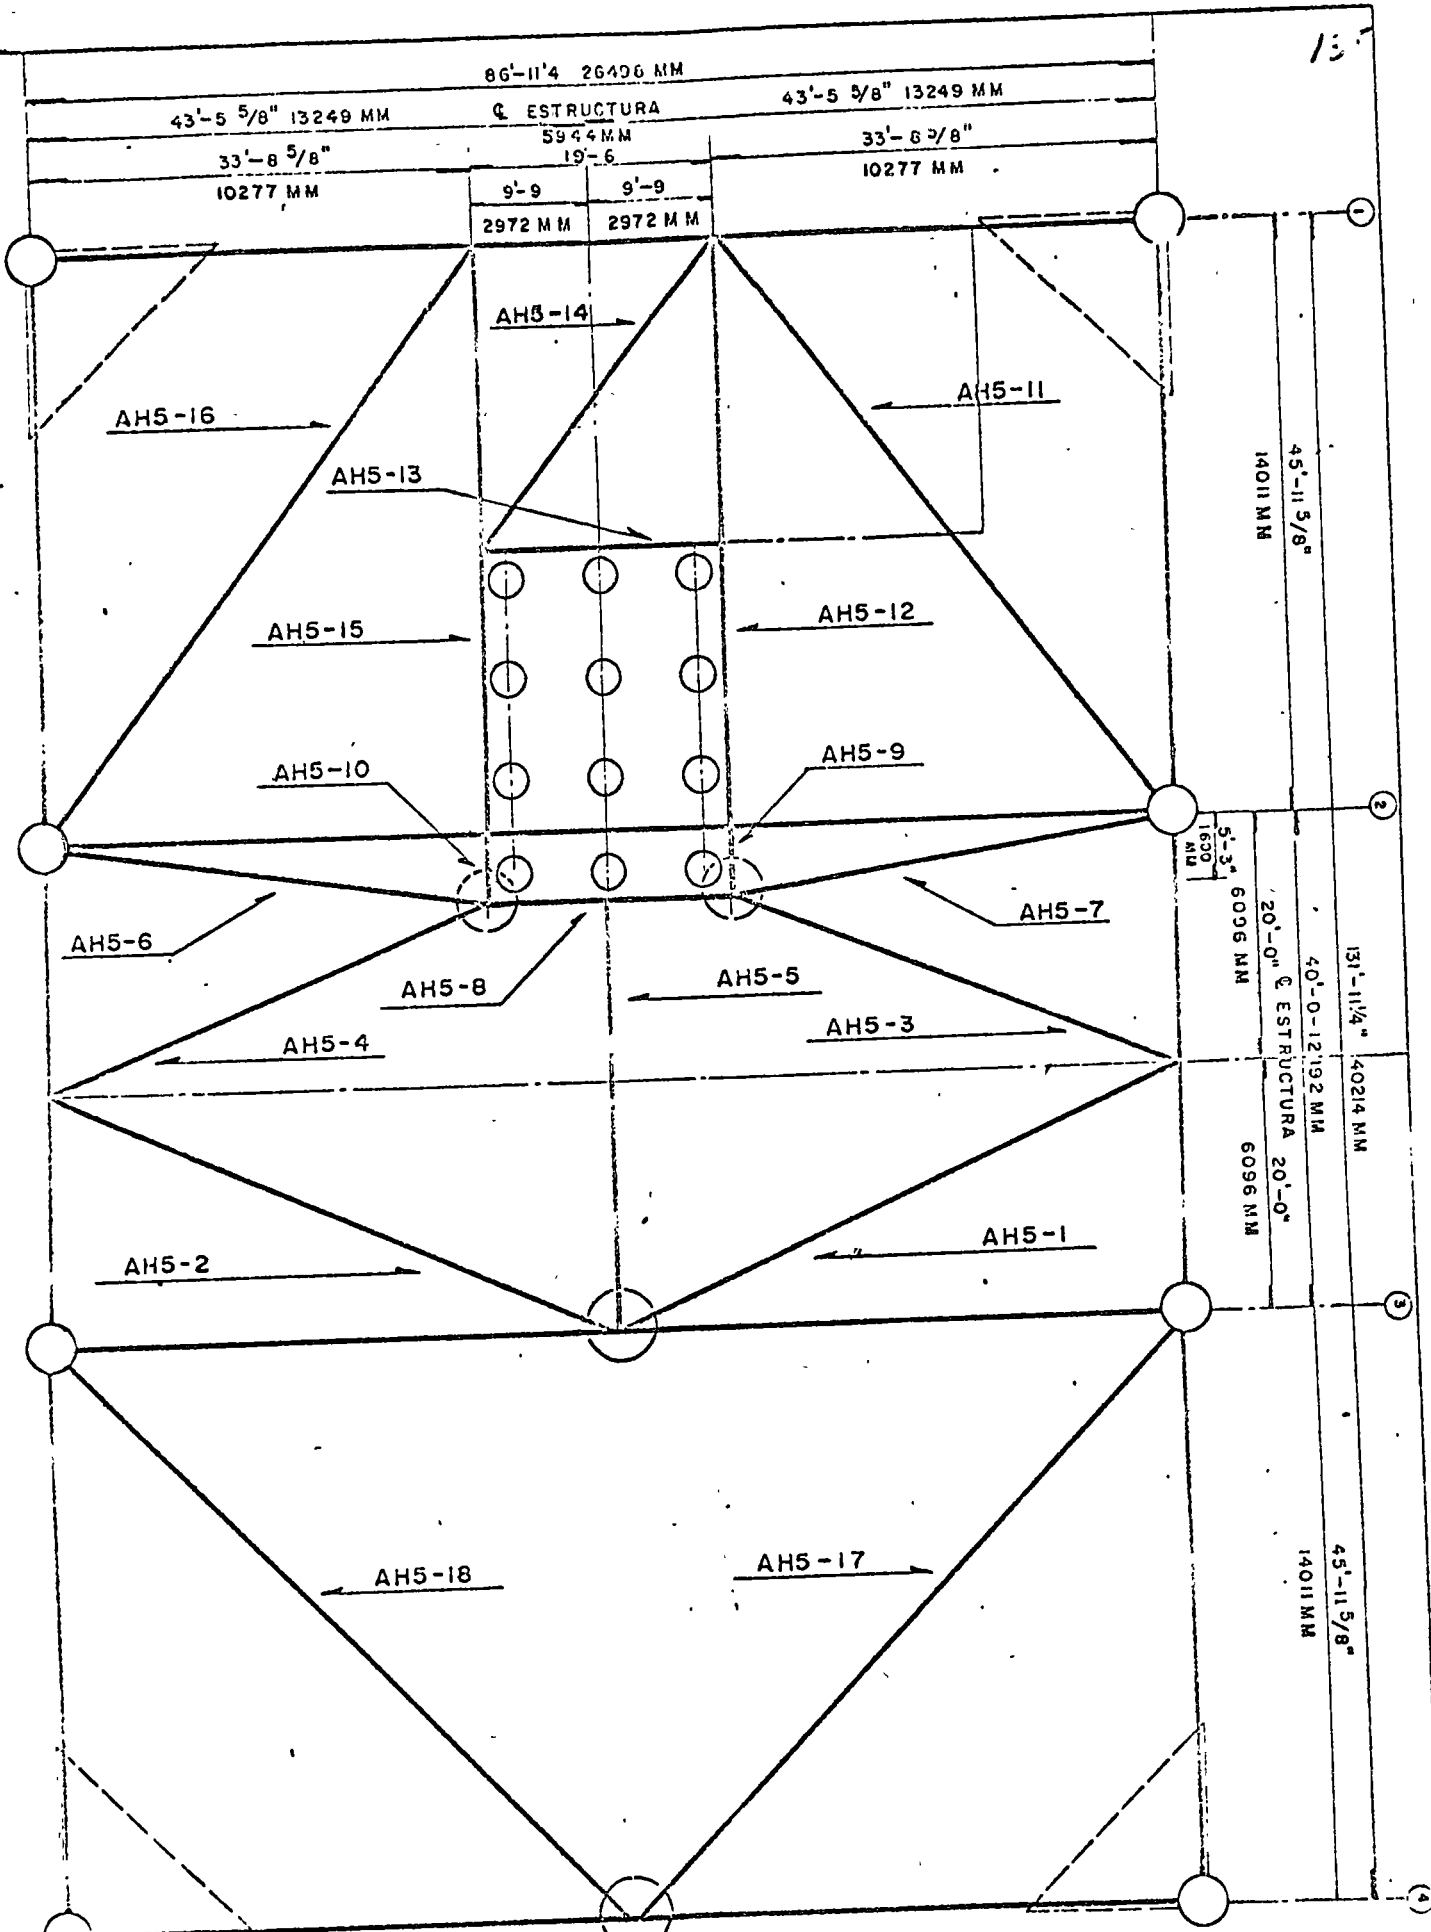 86'-11'4 26498 MM
43'-5 5/8" 13249 MM
℄ ESTRUCTURA
43'-5 5/8" 13249 MM
5944MM
19-6
33'-8 5/8"
10277 MM
33'-8 5/8"
10277 MM
9'-9
9'-9
2972 MM
2972 MM
1
AH5-14
AH5-16
AH5-11
AH5-13
45'-11 5/8"
14011 MM
AH5-15
AH5-12
AH5-10
AH5-9
2
5'-3"
1600
MM
AH5-6
AH5-7
AH5-8
AH5-5
AH5-4
AH5-3
6096 MM
20'-0"
℄ ESTRUCTURA
20'-0"
40'-0-12'192 MM
131'-11 1/4" 40214 MM
6096 MM
AH5-2
AH5-1
3
AH5-18
AH5-17
45'-11 5/8"
14011 MM
4